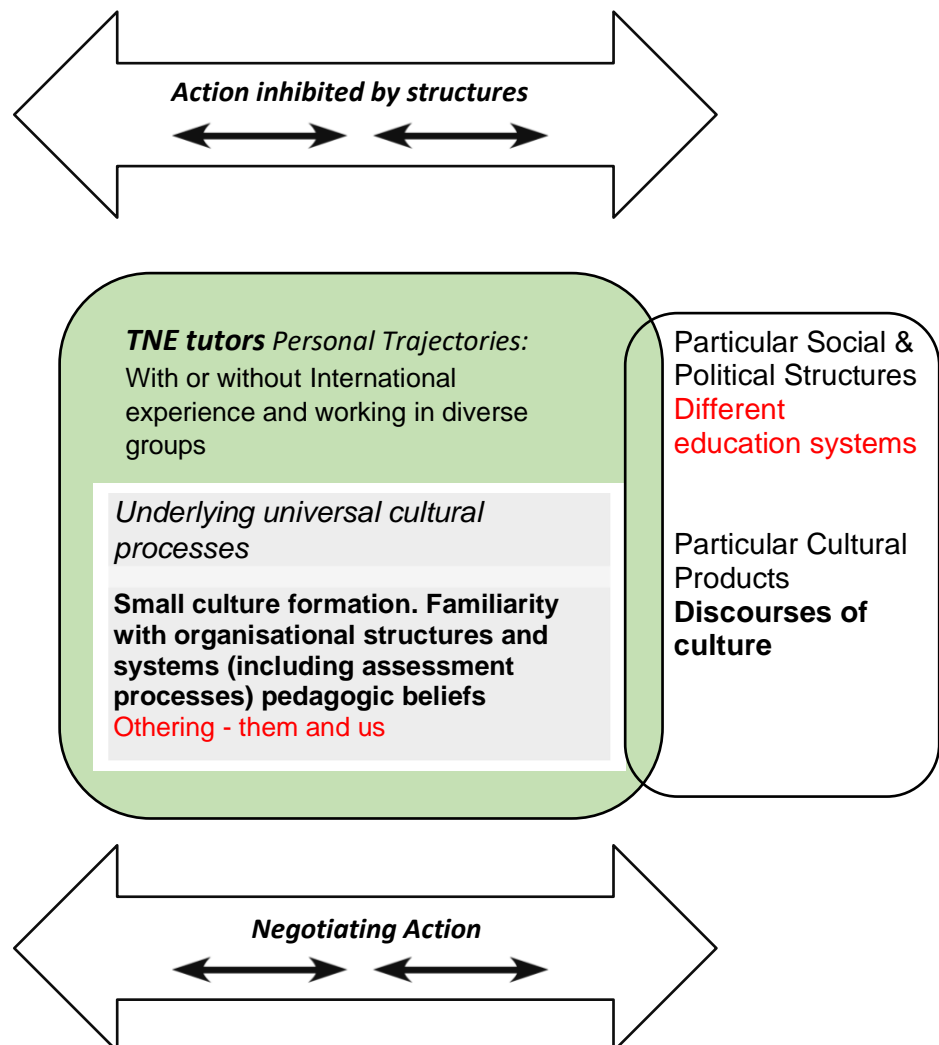 Action inhibited by structures
TNE tutors Personal Trajectories:
With or without International
experience and working in diverse
groups
Underlying universal cultural
processes
Small culture formation. Familiarity
with organisational structures and
systems (including assessment
processes) pedagogic beliefs
Othering - them and us
Particular Social &
Political Structures
Different
education systems
Particular Cultural
Products
Discourses of
culture
Negotiating Action